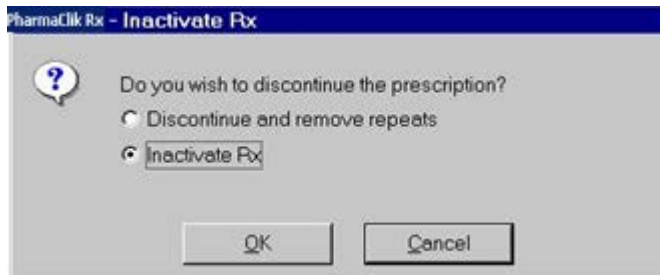 PharmaClik Rx - Inactivate Rx
?
Do you wish to discontinue the prescription?
Discontinue and remove repeats
Inactivate Rx
OK
Cancel